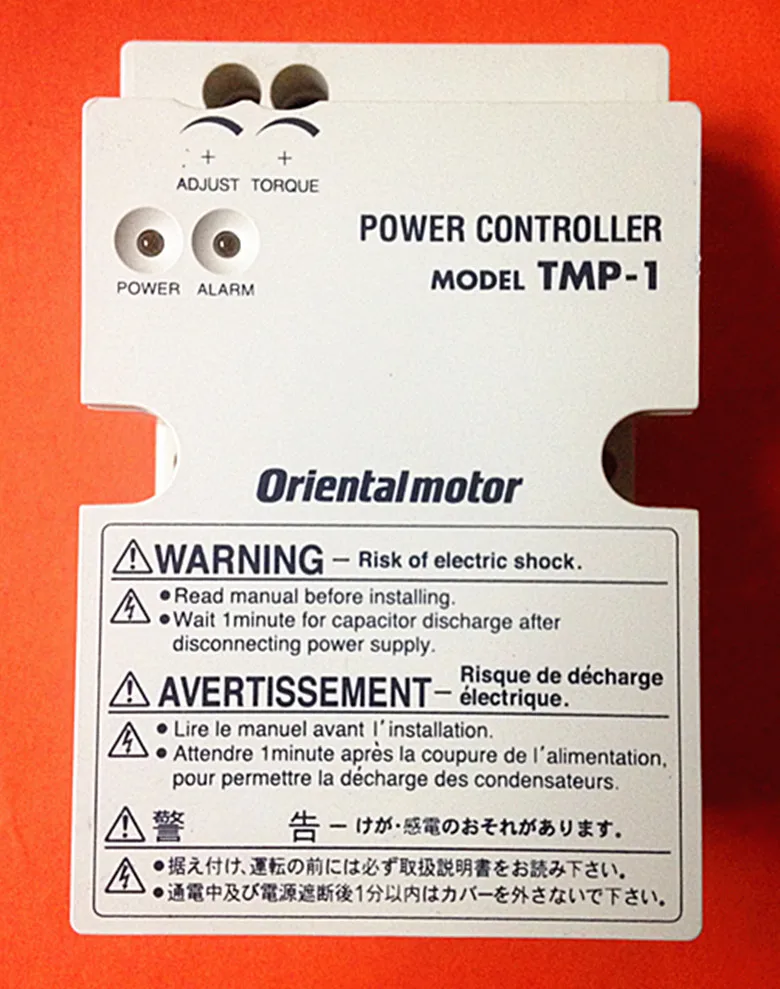 + +
ADJUST TORQUE
POWER ALARM
POWER CONTROLLER
MODEL TMP-1
Orientalmotor
WARNING – Risk of electric shock.
●Read manual before installing.
●Wait 1minute for capacitor discharge after
disconnecting power supply.
AVERTISSEMENT – Risque de décharge
électrique.
● Lire le manuel avant l'installation.
● Attendre 1minute après la coupure de l'alimentation,
pour permettre la décharge des condensateurs.
警 告 – けが・感電のおそれがあります。
●据え付け、運転の前には必ず取扱説明書をお読み下さい。
●通電中及び電源遮断後1分以内はカバーを外さないで下さい。